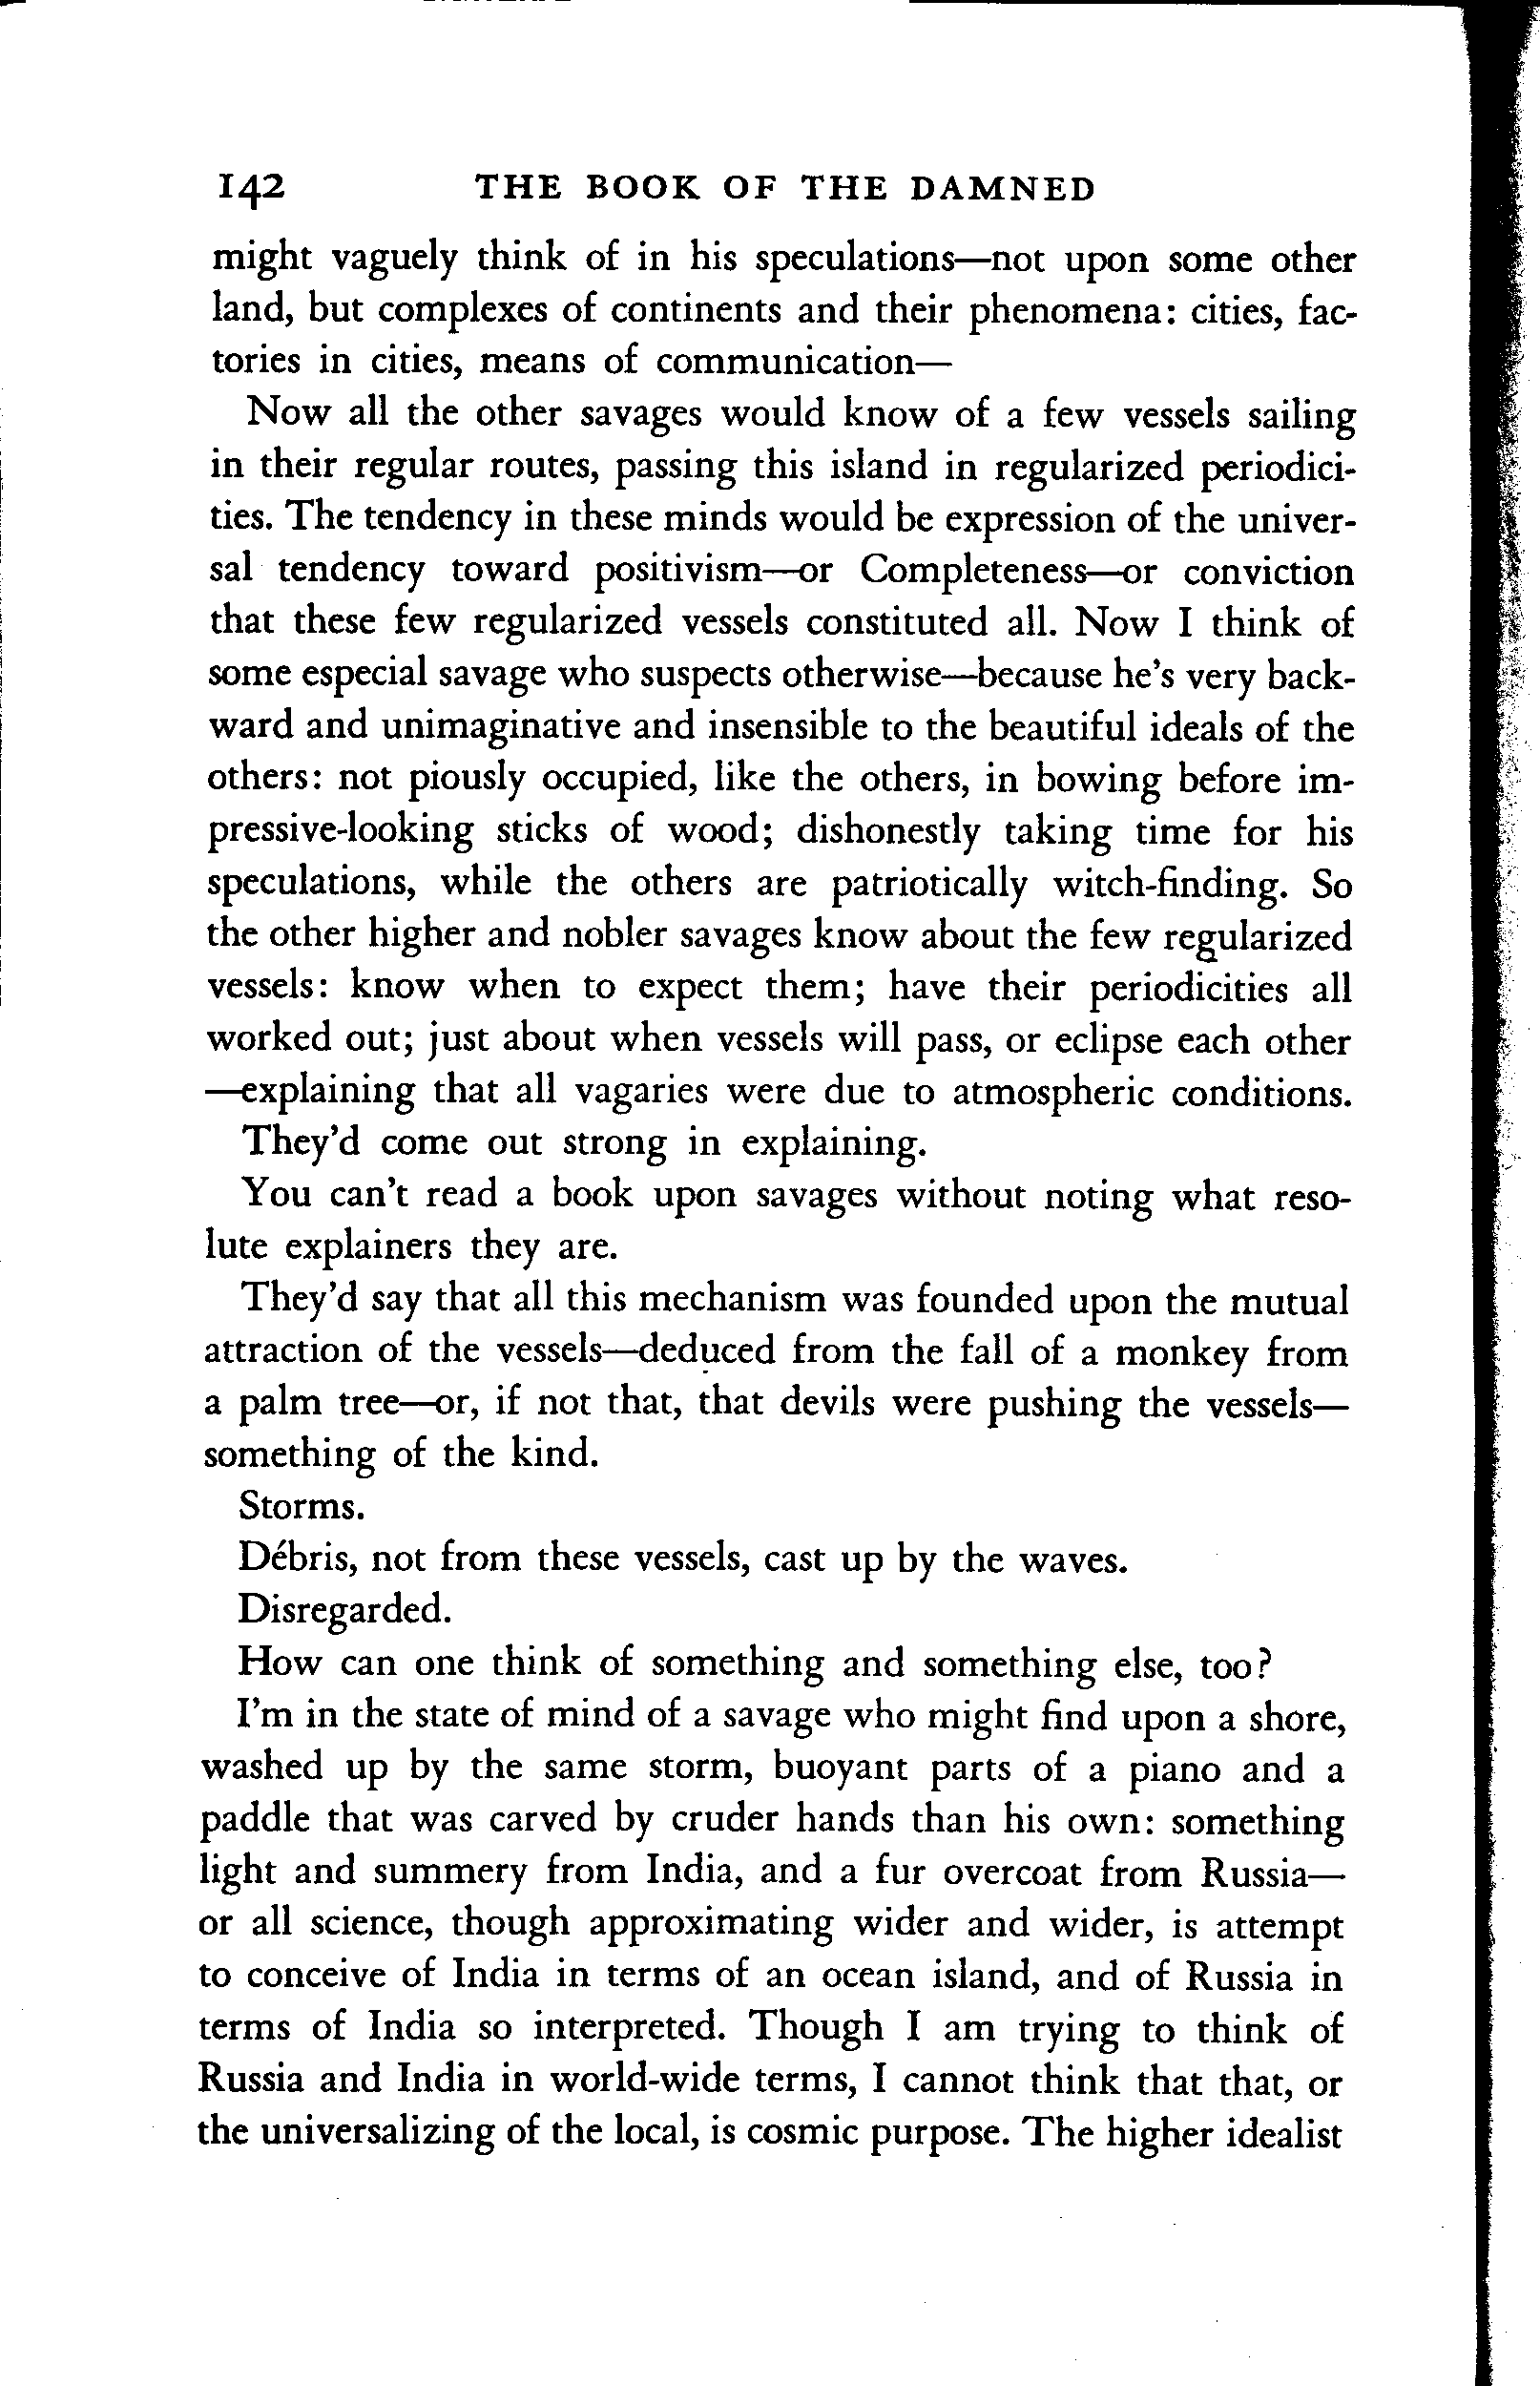 142 THE BOOK OF THE DAMNED
might vaguely think of in his speculations—not upon some other
land, but complexes of continents and their phenomena: cities, fac-
tories in cities, means of communication—
Now all the other savages would know of a few vessels sailing
in their regular routes, passing this island in regularized periodici-
ties. The tendency in these minds would be expression of the univer-
sal tendency toward positivism—or Completeness—or conviction
that these few regularized vessels constituted all. Now I think of
some especial savage who suspects otherwise—because he's very back-
ward and unimaginative and insensible to the beautiful ideals of the
others: not piously occupied, like the others, in bowing before im-
pressive-looking sticks of wood; dishonestly taking time for his
speculations, while the others are patriotically witch-finding. So
the other higher and nobler savages know about the few regularized
vessels: know when to expect them; have their periodicities all
worked out; just about when vessels will pass, or eclipse each other
—explaining that all vagaries were due to atmospheric conditions.
They'd come out strong in explaining.
You can't read a book upon savages without noting what reso-
lute explainers they are.
They'd say that all this mechanism was founded upon the mutual
attraction of the vessels—deduced from the fall of a monkey from
a palm tree—or, if not that, that devils were pushing the vessels—
something of the kind.
Storms.
Débris, not from these vessels, cast up by the waves.
Disregarded.
How can one think of something and something else, too?
I'm in the state of mind of a savage who might find upon a shore,
washed up by the same storm, buoyant parts of a piano and a
paddle that was carved by cruder hands than his own: something
light and summery from India, and a fur overcoat from Russia—
or all science, though approximating wider and wider, is attempt
to conceive of India in terms of an ocean island, and of Russia in
terms of India so interpreted. Though I am trying to think of
Russia and India in world-wide terms, I cannot think that that, or
the universalizing of the local, is cosmic purpose. The higher idealist